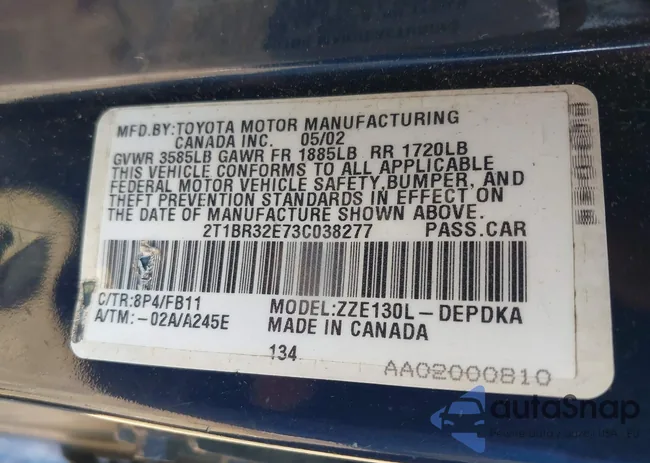 MFD.BY:TOYOTA MOTOR MANUFACTURING
CANADA INC. 05/02
GVWR 3585LB GAWR FR 1885LB RR 1720LB
THIS VEHICLE CONFORMS TO ALL APPLICABLE
FEDERAL MOTOR VEHICLE SAFETY,BUMPER, AND
THEFT PREVENTION STANDARDS IN EFFECT ON
THE DATE OF MANUFACTURE SHOWN ABOVE.
2T1BR32E73C038277 PASS.CAR
C/TR:8P4/FB11 MODEL:ZZE130L-DEPDKA
A/TM:-02A/A245E MADE IN CANADA
134
AA02000810
autoSnap